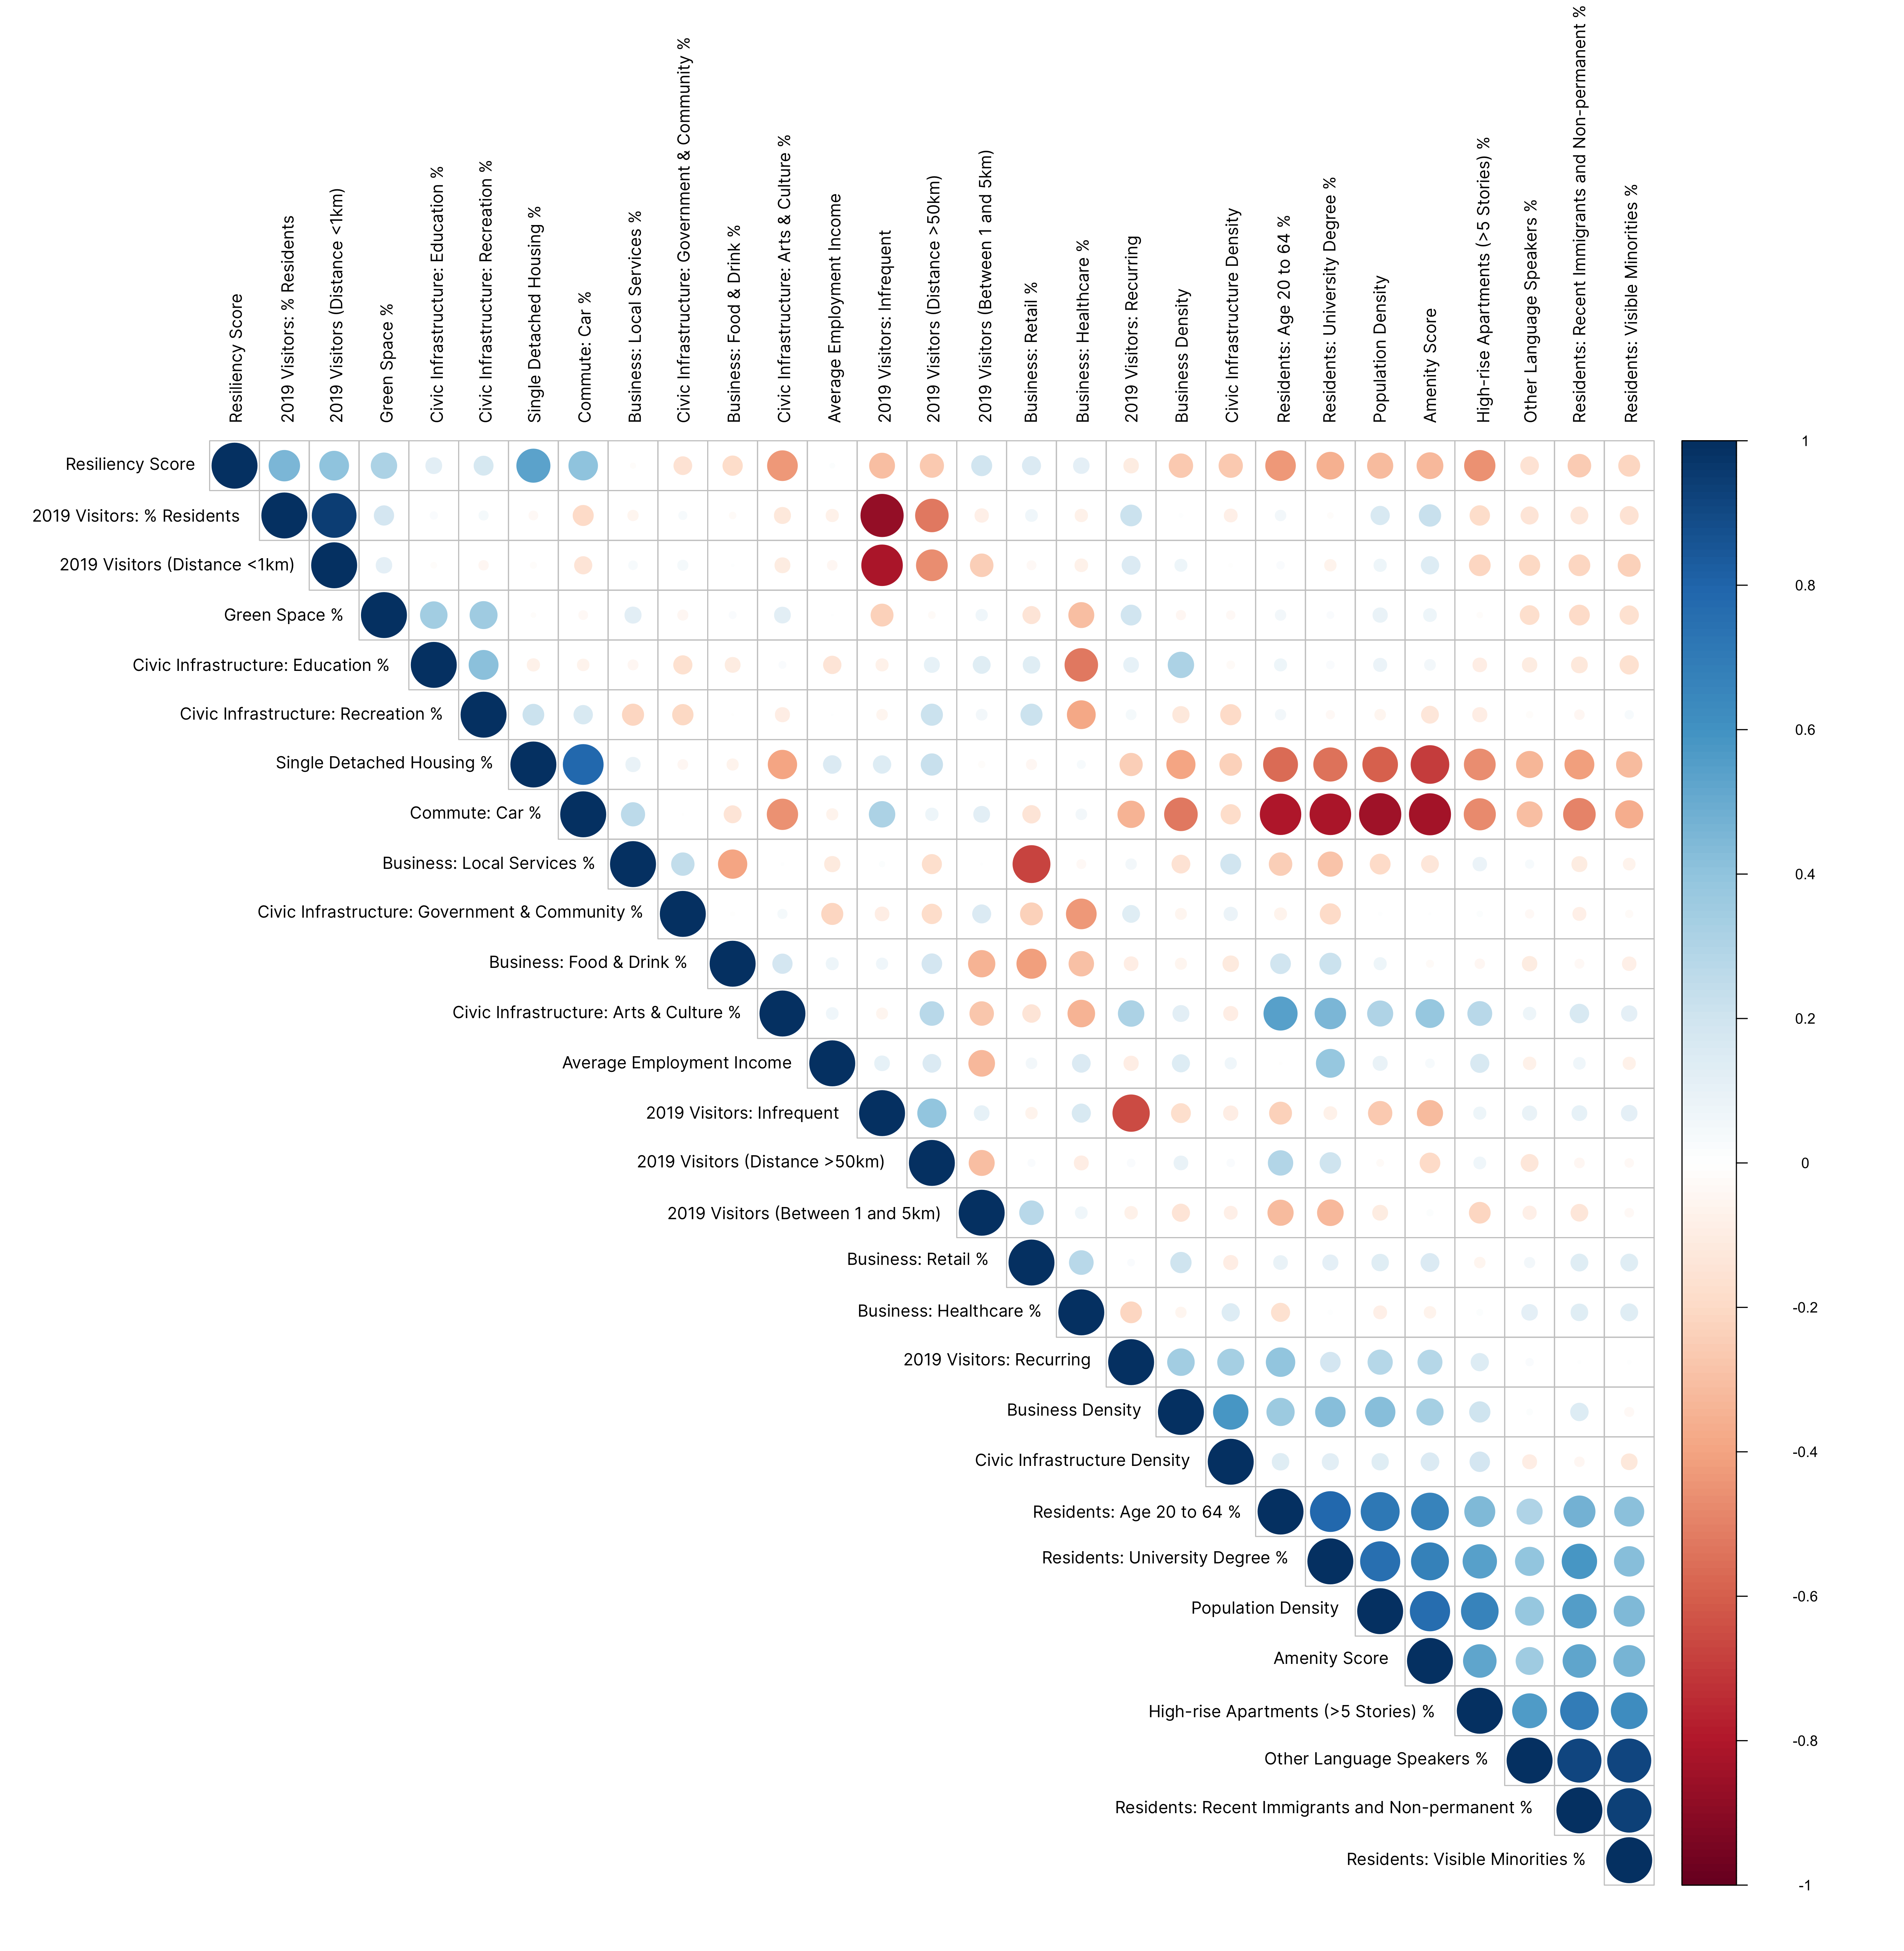 Resiliency Score
2019 Visitors: % Residents
2019 Visitors (Distance <1km)
Green Space %
Civic Infrastructure: Education %
Civic Infrastructure: Recreation %
Single Detached Housing %
Commute: Car %
Business: Local Services %
Civic Infrastructure: Government & Community %
Business: Food & Drink %
Civic Infrastructure: Arts & Culture %
Average Employment Income
2019 Visitors: Infrequent
2019 Visitors (Distance >50km)
2019 Visitors (Between 1 and 5km)
Business: Retail %
Business: Healthcare %
2019 Visitors: Recurring
Business Density
Civic Infrastructure Density
Residents: Age 20 to 64 %
Residents: University Degree %
Population Density
Amenity Score
High-rise Apartments (>5 Stories) %
Other Language Speakers %
Residents: Recent Immigrants and Non-permanent %
Residents: Visible Minorities %
Resiliency Score
2019 Visitors: % Residents
2019 Visitors (Distance <1km)
Green Space %
Civic Infrastructure: Education %
Civic Infrastructure: Recreation %
Single Detached Housing %
Commute: Car %
Business: Local Services %
Civic Infrastructure: Government & Community %
Business: Food & Drink %
Civic Infrastructure: Arts & Culture %
Average Employment Income
2019 Visitors: Infrequent
2019 Visitors (Distance >50km)
2019 Visitors (Between 1 and 5km)
Business: Retail %
Business: Healthcare %
2019 Visitors: Recurring
Business Density
Civic Infrastructure Density
Residents: Age 20 to 64 %
Residents: University Degree %
Population Density
Amenity Score
High-rise Apartments (>5 Stories) %
Other Language Speakers %
Residents: Recent Immigrants and Non-permanent %
Residents: Visible Minorities %
1
0.8
0.6
0.4
0.2
0
-0.2
-0.4
-0.6
-0.8
-1